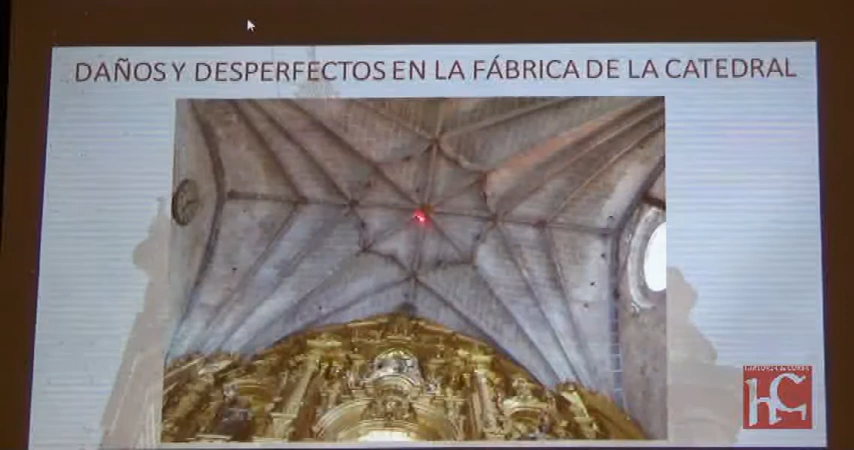 DAÑOS Y DESPERFECTOS EN LA FÁBRICA DE LA CATEDRAL
HC